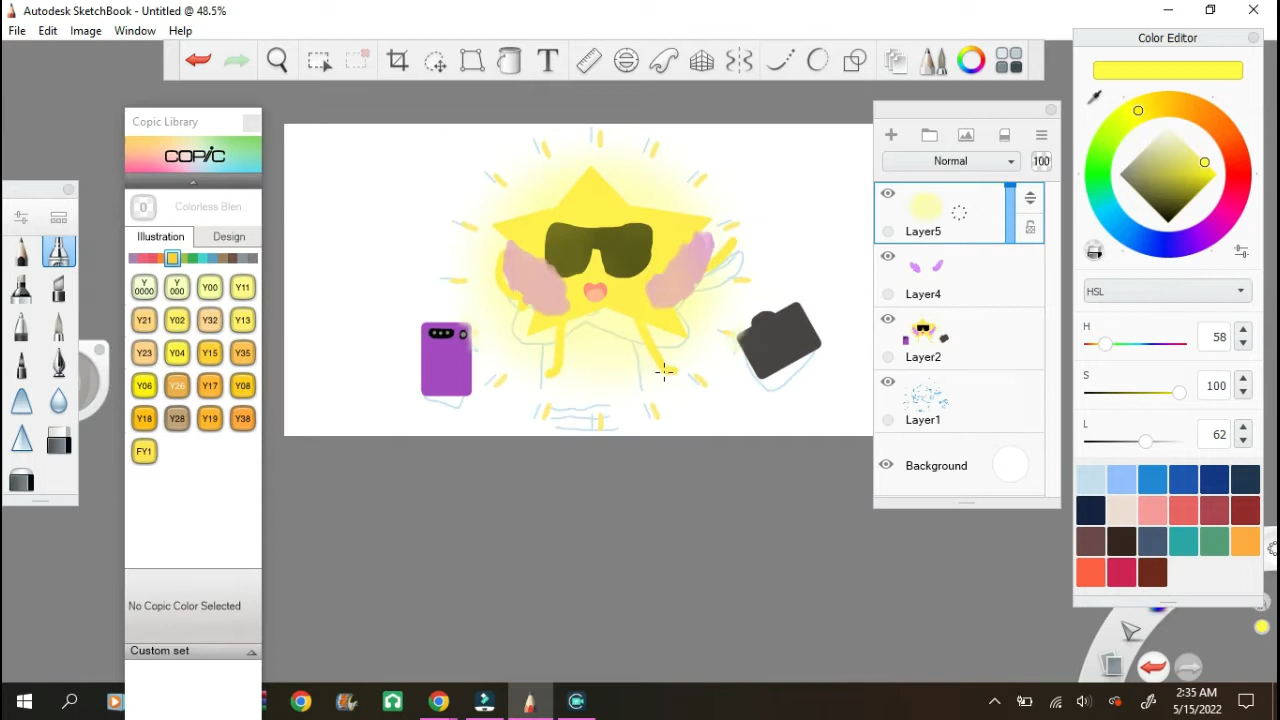 Autodesk SketchBook - Untitled @ 48.5%
File Edit Image Window Help
Color Editor
Copic Library
COPIC
0 Colorless Blen..
Illustration Design
Y 0000 Y 000 Y00 Y11
Y21 Y02 Y32 Y13
Y23 Y04 Y15 Y35
Y06 Y26 Y17 Y08
Y18 Y28 Y19 Y38
FY1
No Copic Color Selected
Custom set
Normal 100
Layer5
Layer4
Layer2
Layer1
Background
HSL
H 58
S 100
L 62
2:35 AM
5/15/2022